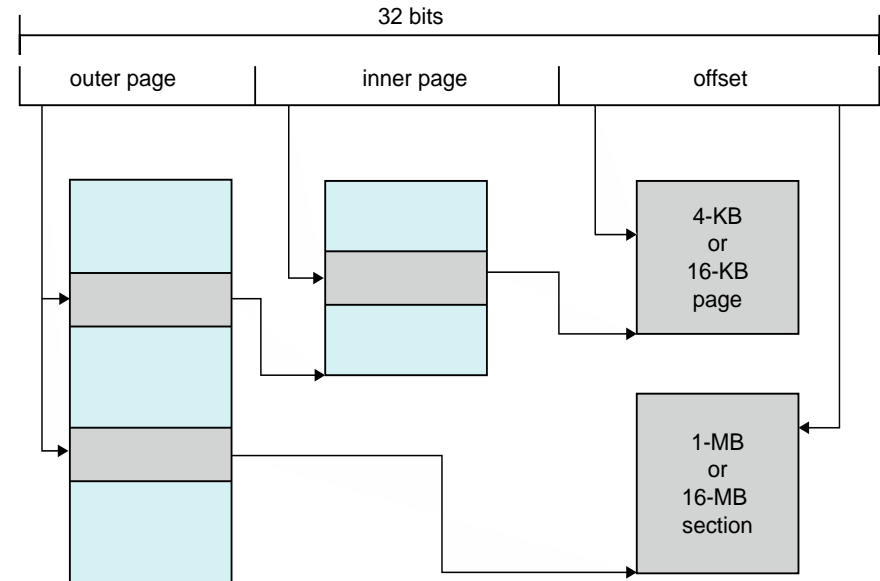 32 bits
outer page
inner page
offset
4-KB
or
16-KB
page
1-MB
or
16-MB
section